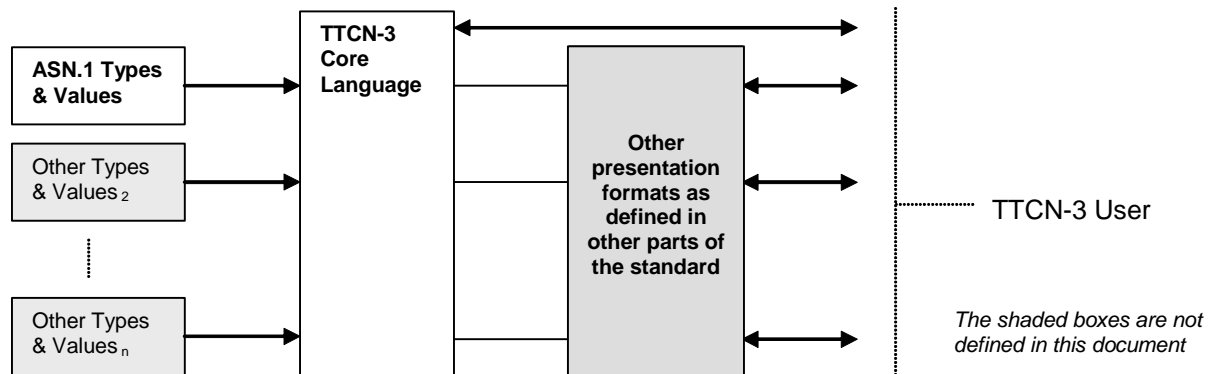 ASN.1 Types
& Values
Other Types
& Values 2
Other Types
& Values n
TTCN-3
Core
Language
Other
presentation
formats as
defined in
other parts of
the standard
TTCN-3 User
The shaded boxes are not
defined in this document